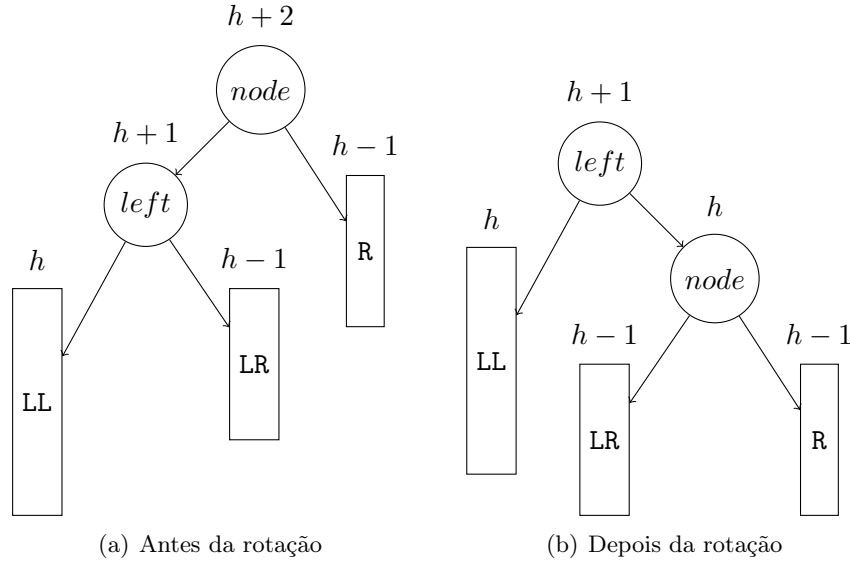 h + 2
node
h + 1
left
h − 1
R
h
LL
h − 1
LR
(a) Antes da rotação
h + 1
left
h
LL
h
node
h − 1
LR
h − 1
R
(b) Depois da rotação